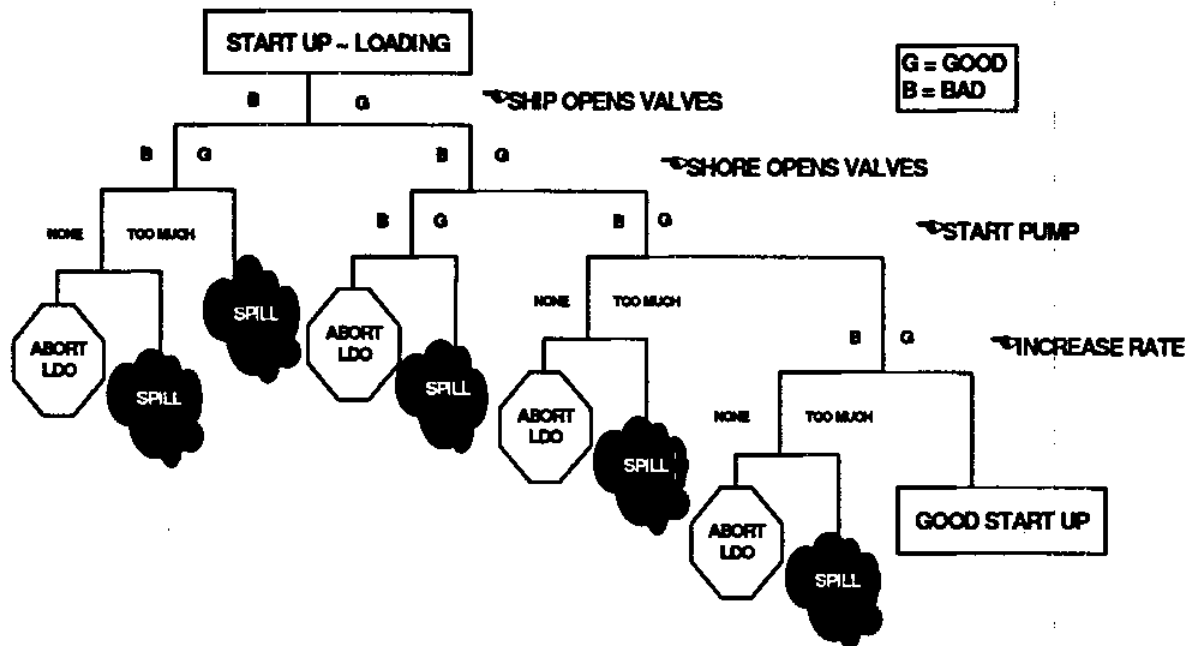 START UP ~ LOADING
G = GOOD
B = BAD
B G
☜SHIP OPENS VALVES
B G B G
☜SHORE OPENS VALVES
NONE TOO MUCH
B G B G
☜START PUMP
SPILL
ABORT
LDO
SPILL
ABORT
LDO
SPILL
NONE TOO MUCH
B G
☜INCREASE RATE
ABORT
LDO
SPILL
NONE TOO MUCH
ABORT
LDO
SPILL
GOOD START UP